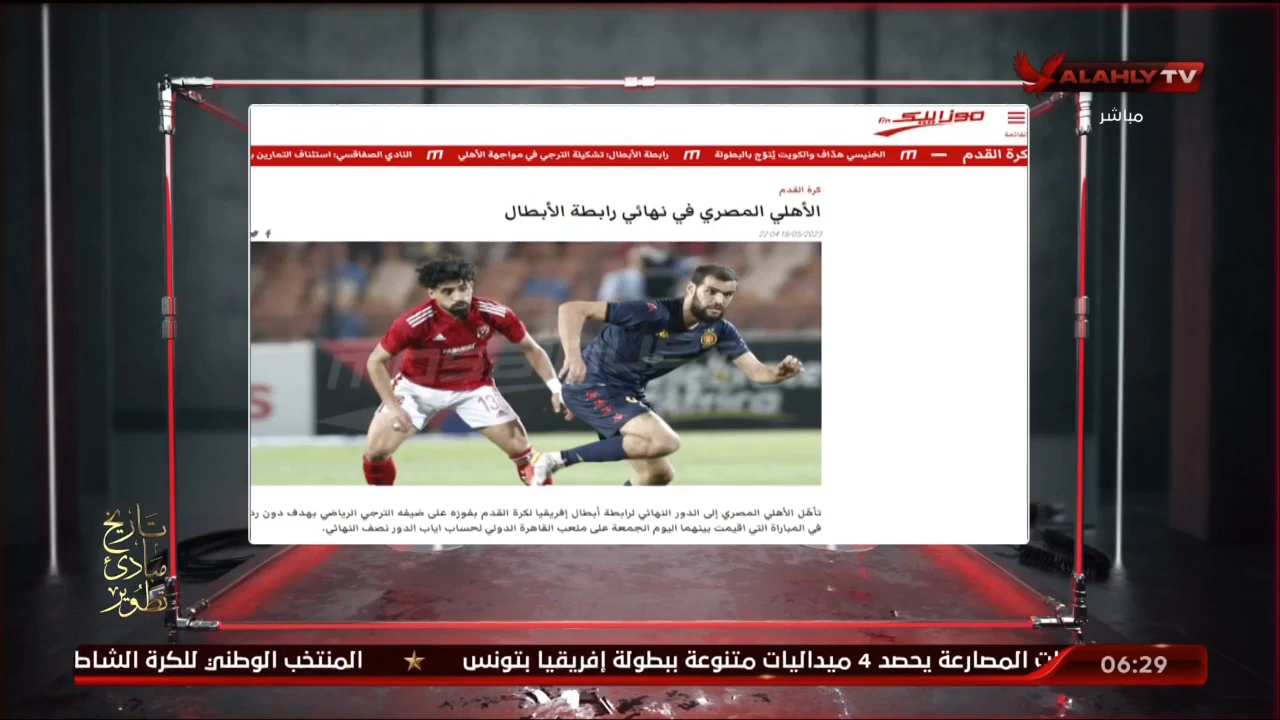 ALAHLY TV
مباشر
موزاييك
القائمة
كرة القدم
الخنيسي هدّاف والكويت يُتوّج بالبطولة
رابطة الأبطال: تشكيلة الترجي في مواجهة الأهلي
النادي الصفاقسي: استئناف التمارين
كرة القدم
الأهلي المصري في نهائي رابطة الأبطال
22:04 19/05/2023
13
تأهّل الأهلي المصري إلى الدور النهائي لرابطة أبطال إفريقيا لكرة القدم بفوزه على ضيفه الترجي الرياضي بهدف دون
في المباراة التي اقيمت بينهما اليوم الجمعة على ملعب القاهرة الدولي لحساب اياب الدور نصف النهائي.
تاريخ
مبادئ
تطوير
المصارعة يحصد 4 ميداليات متنوعة ببطولة إفريقيا بتونس ★ المنتخب الوطني للكرة الشاط
06:29